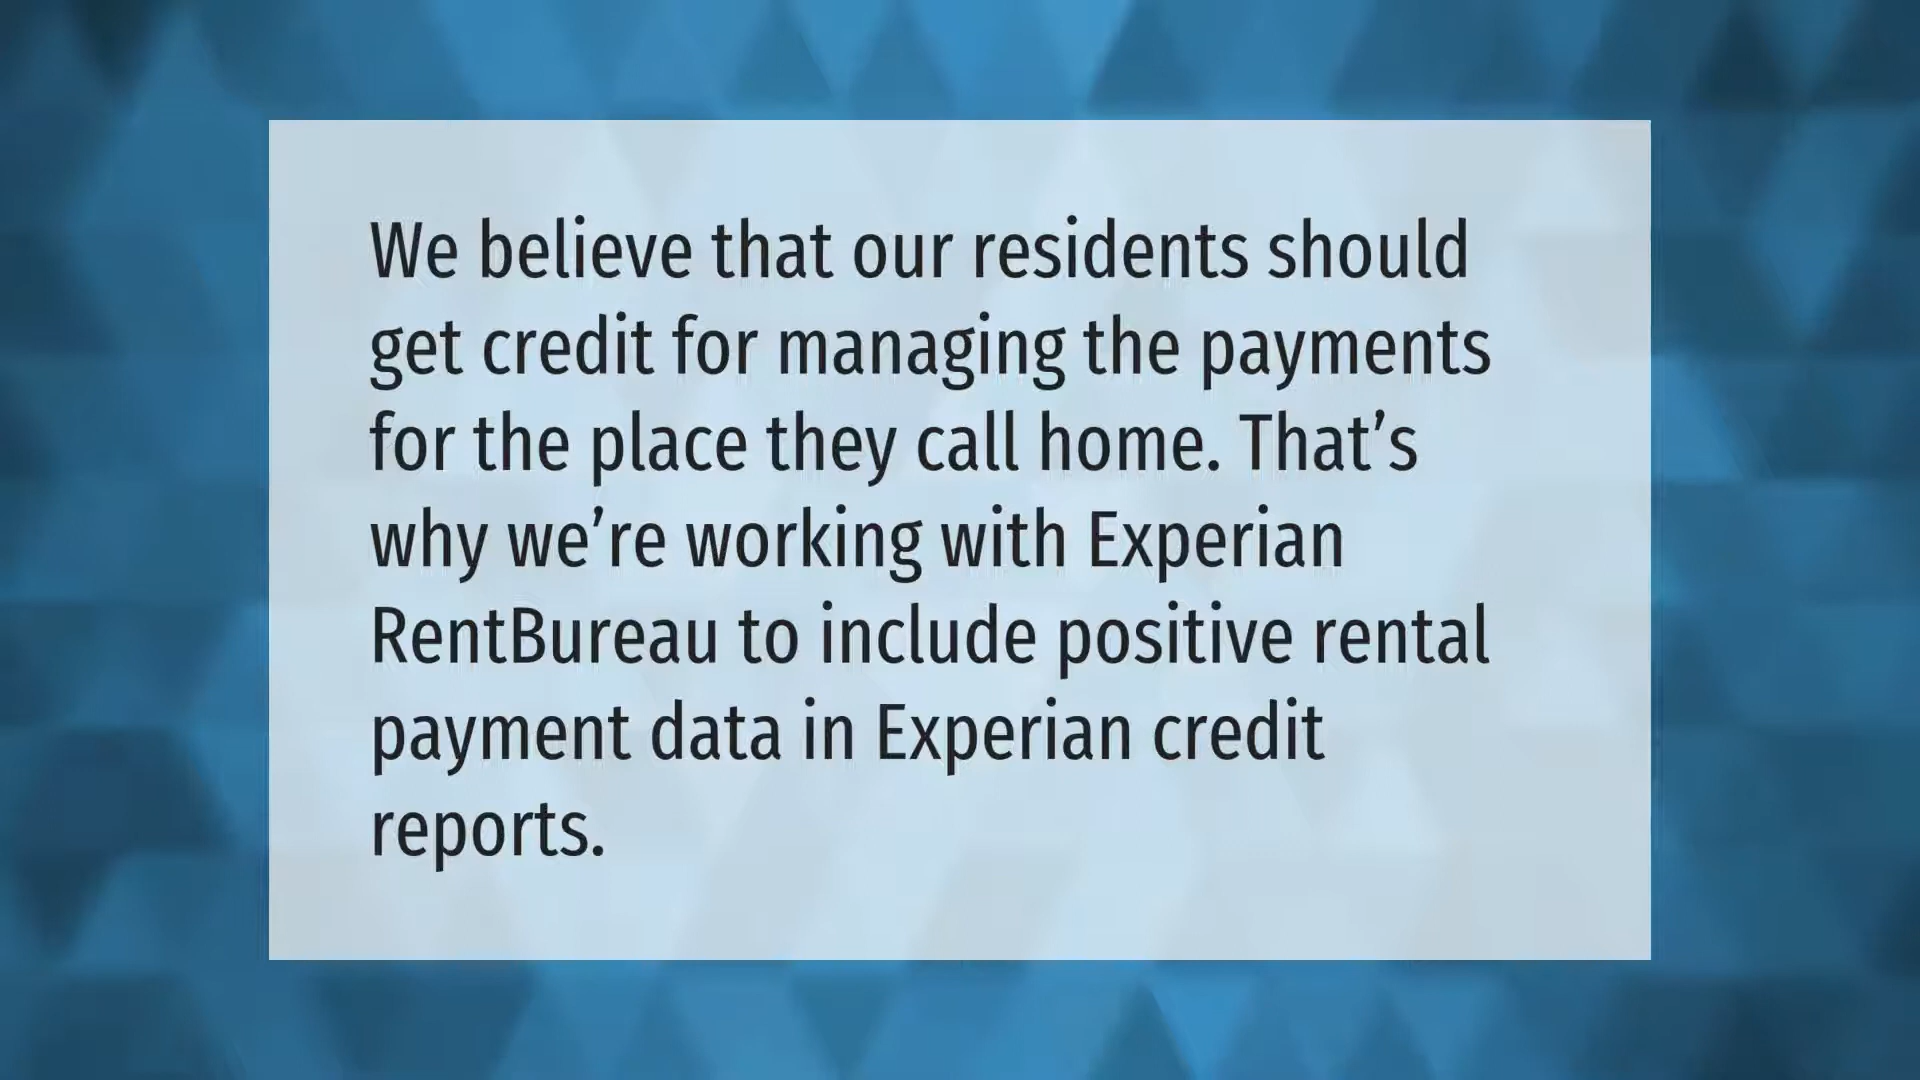 We believe that our residents should
get credit for managing the payments
for the place they call home. That’s
why we’re working with Experian
RentBureau to include positive rental
payment data in Experian credit
reports.